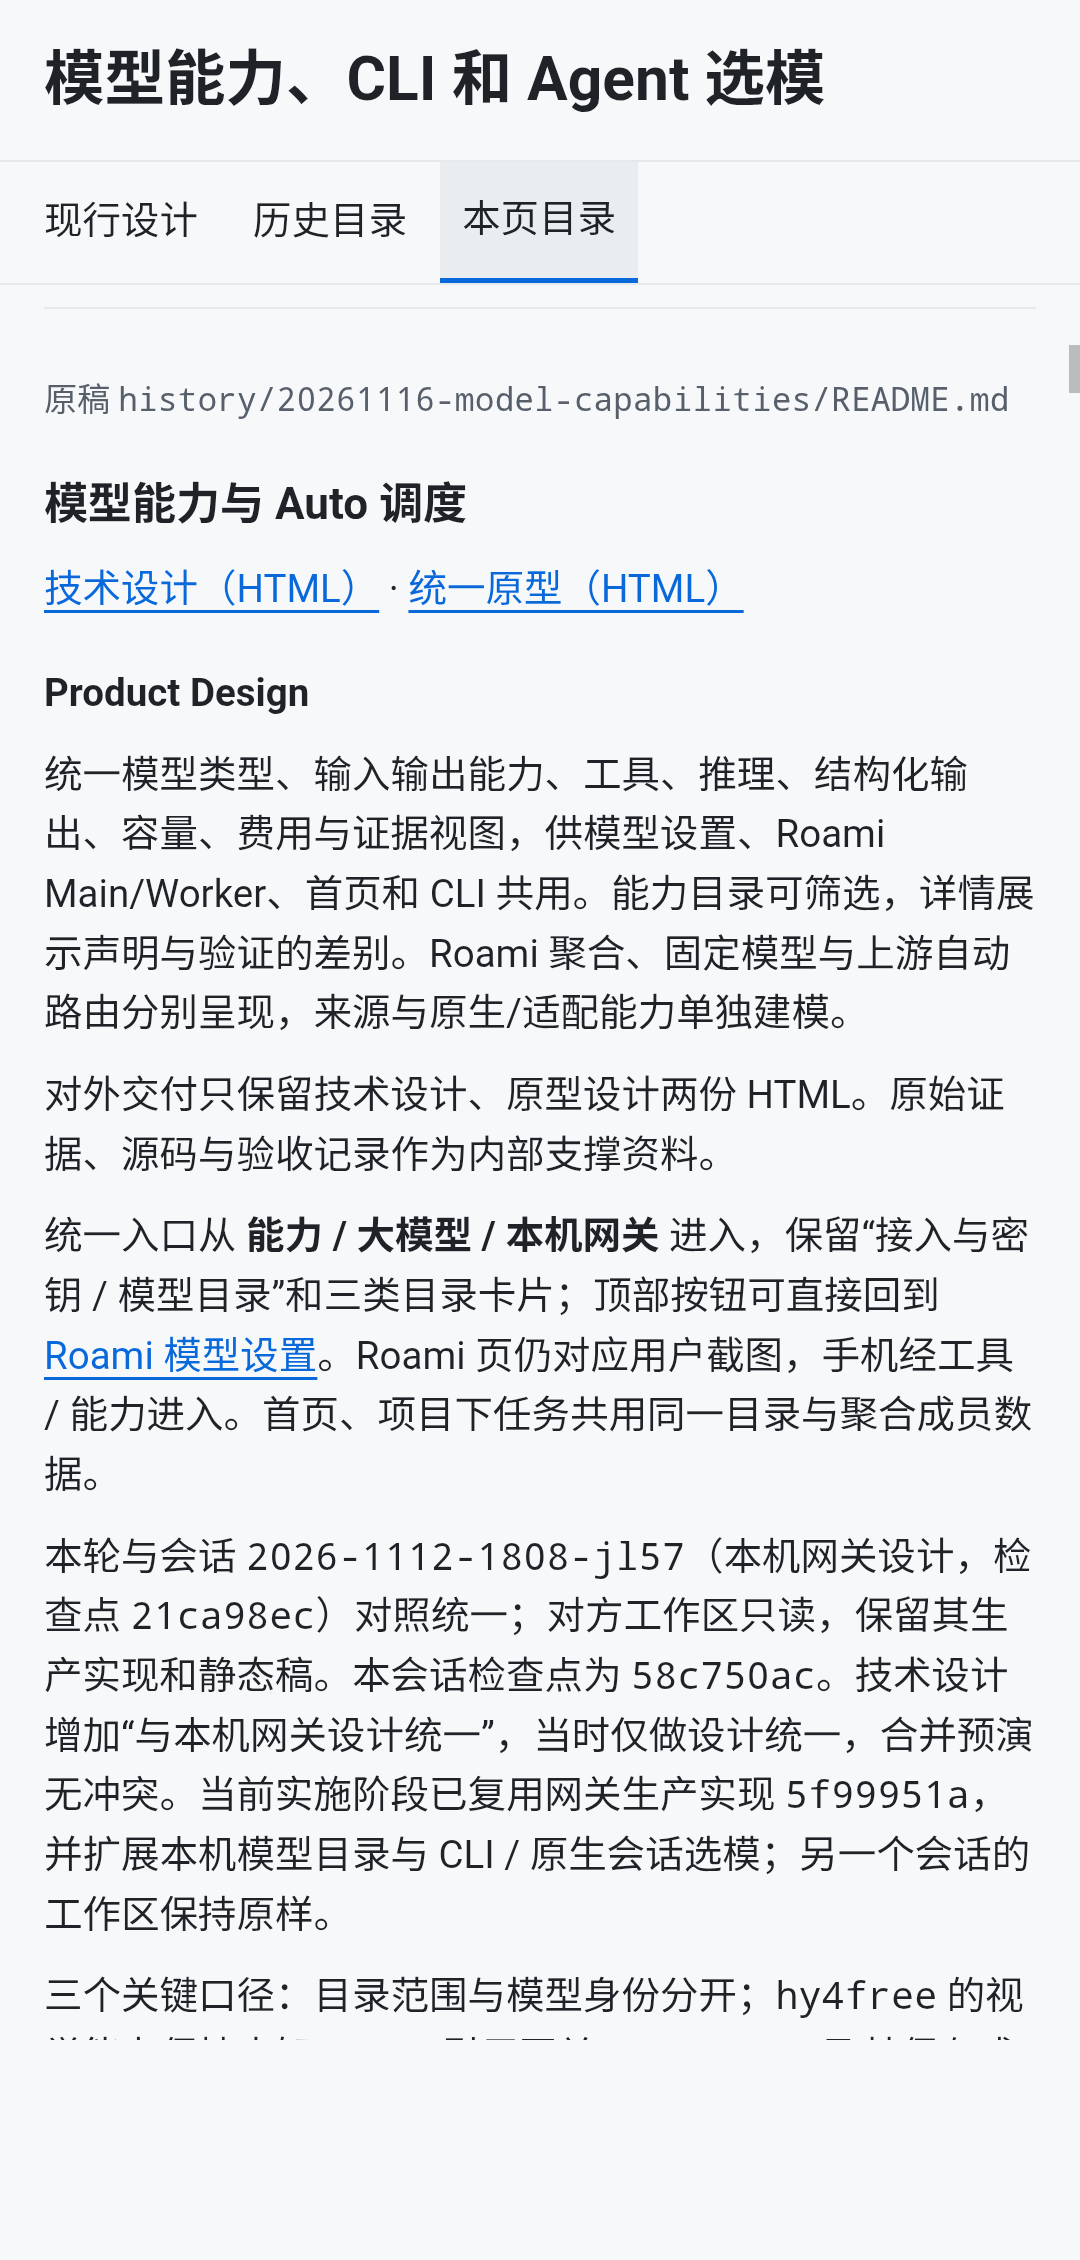 模型能力、CLI 和 Agent 选模
现行设计 历史目录 本页目录
原稿 history/20261116-model-capabilities/README.md
模型能力与 Auto 调度
技术设计（HTML） · 统一原型（HTML）
Product Design
统一模型类型、输入输出能力、工具、推理、结构化输
出、容量、费用与证据视图，供模型设置、Roami
Main/Worker、首页和 CLI 共用。能力目录可筛选，详情展
示声明与验证的差别。Roami 聚合、固定模型与上游自动
路由分别呈现，来源与原生/适配能力单独建模。
对外交付只保留技术设计、原型设计两份 HTML。原始证
据、源码与验收记录作为内部支撑资料。
统一入口从 能力 / 大模型 / 本机网关 进入，保留“接入与密
钥 / 模型目录”和三类目录卡片；顶部按钮可直接回到
Roami 模型设置。Roami 页仍对应用户截图，手机经工具
/ 能力进入。首页、项目下任务共用同一目录与聚合成员数
据。
本轮与会话 2026-1112-1808-jl57（本机网关设计，检
查点 21ca98ec）对照统一；对方工作区只读，保留其生
产实现和静态稿。本会话检查点为 58c750ac。技术设计
增加“与本机网关设计统一”，当时仅做设计统一，合并预演
无冲突。当前实施阶段已复用网关生产实现 5f99951a，
并扩展本机模型目录与 CLI / 原生会话选模；另一个会话的
工作区保持原样。
三个关键口径：目录范围与模型身份分开；hy4free 的视